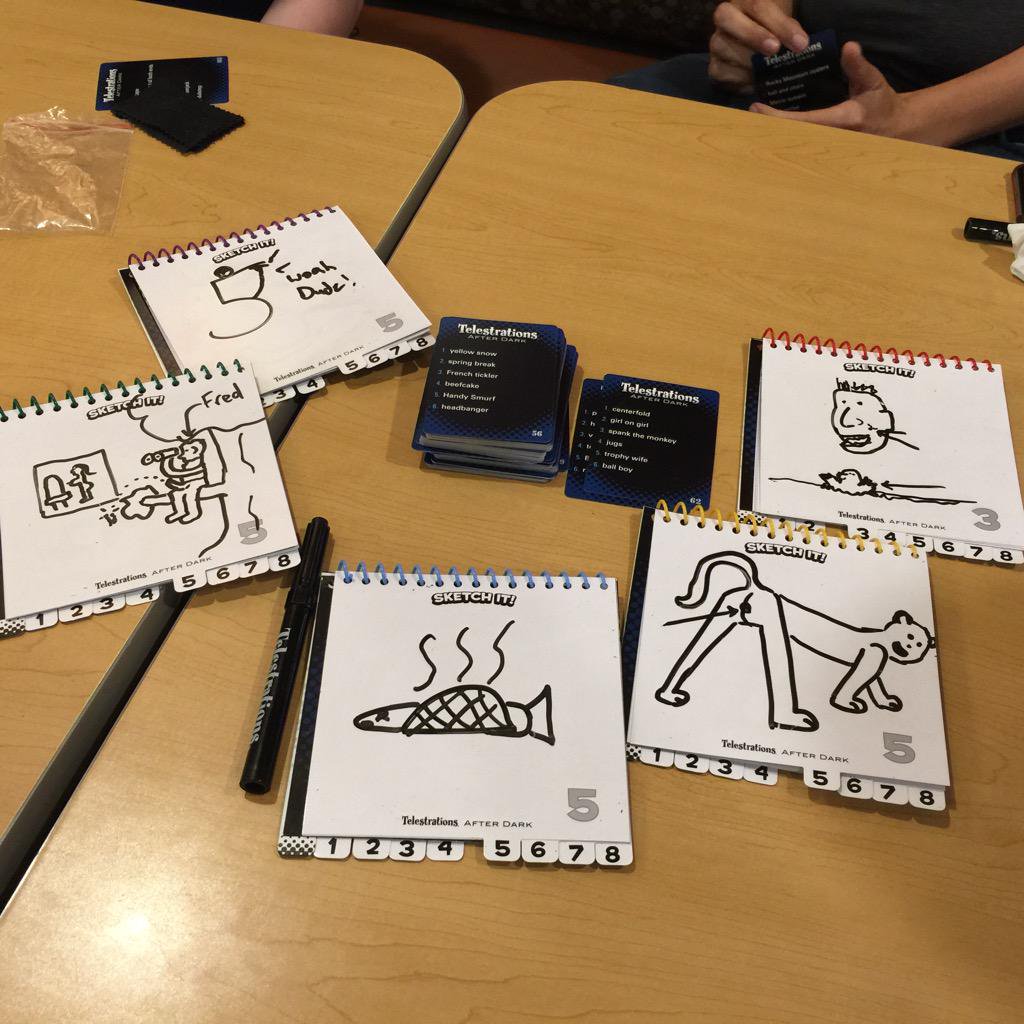 Telestrations
AFTER DARK
Telestrations
AFTER DARK
Rocky Mountain oysters
ball and chain
SKETCH IT!
woah
Dude!
5
Telestrations AFTER DARK
3 4 5 6 7 8
SKETCH IT!
Fred
5
Telestrations AFTER DARK
1 2 3 4 5 6 7 8
Telestrations
AFTER DARK
1. yellow snow
2. spring break
3. French tickler
4. beefcake
5. Handy Smurf
6. headbanger
56
Telestrations
AFTER DARK
1. centerfold
2. girl on girl
3. spank the monkey
4. jugs
5. trophy wife
6. ball boy
62
SKETCH IT!
3
Telestrations AFTER DARK
2 3 4 5 6 7 8
Telestrations
SKETCH IT!
5
Telestrations AFTER DARK
1 2 3 4 5 6 7 8
SKETCH IT!
5
Telestrations AFTER DARK
1 2 3 4 5 6 7 8